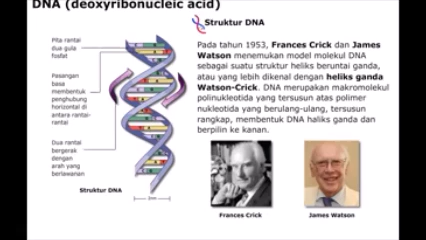 DNA (deoxyribonucleic acid)
Struktur DNA
Pita rantai
dua gula
fosfat
Pasangan
basa
membentuk
penghubung
horizontal di
antara rantai-
rantai
Dua rantai
bergerak
dengan
arah yang
berlawanan
Struktur DNA
Pada tahun 1953, Frances Crick dan James
Watson menemukan model molekul DNA
sebagai suatu struktur heliks beruntai ganda,
atau yang lebih dikenal dengan heliks ganda
Watson-Crick. DNA merupakan makromolekul
polinukleotida yang tersusun atas polimer
nukleotida yang berulang-ulang, tersusun
rangkap, membentuk DNA haliks ganda dan
berpilin ke kanan.
Frances Crick
James Watson